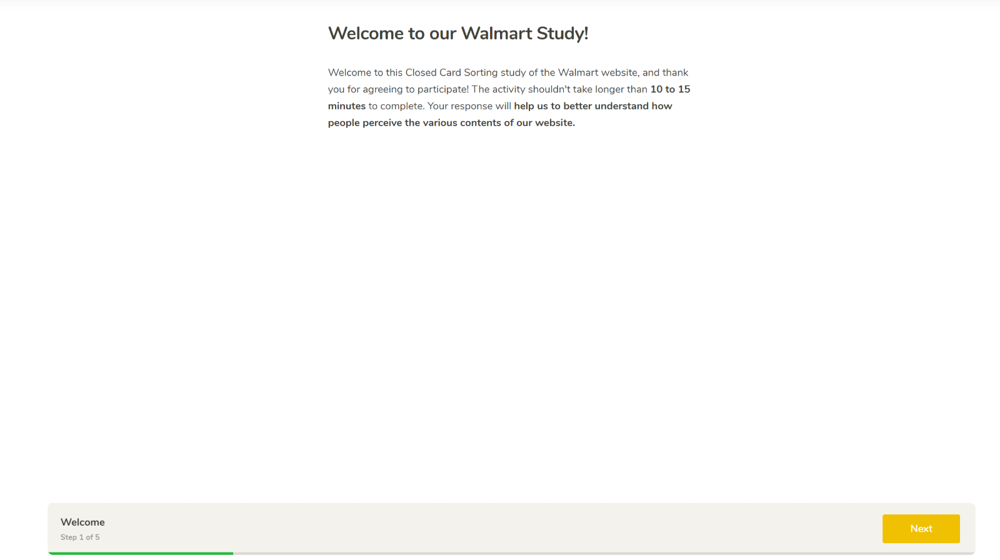 Welcome to our Walmart Study!
Welcome to this Closed Card Sorting study of the Walmart website, and thank
you for agreeing to participate! The activity shouldn't take longer than 10 to 15
minutes to complete. Your response will help us to better understand how
people perceive the various contents of our website.
Welcome
Step 1 of 5
Next